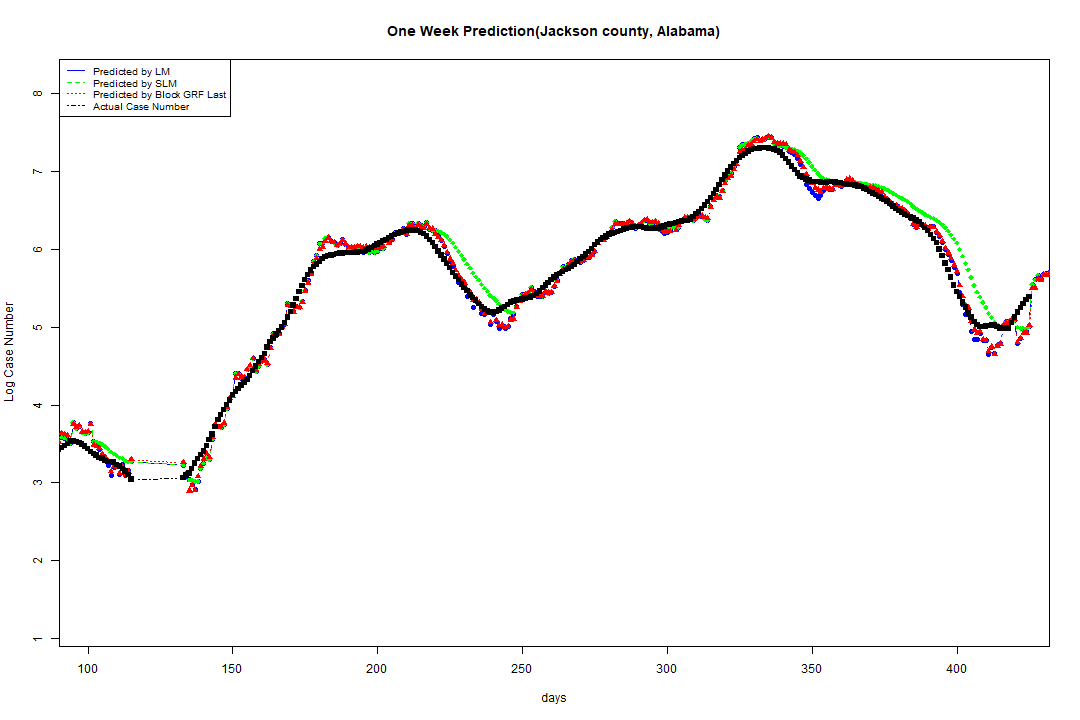 One Week Prediction(Jackson county, Alabama)
Predicted by LM
Predicted by SLM
Predicted by Block GRF Last
Actual Case Number
8
7
6
5
4
3
2
1
Log Case Number
100 150 200 250 300 350 400
days